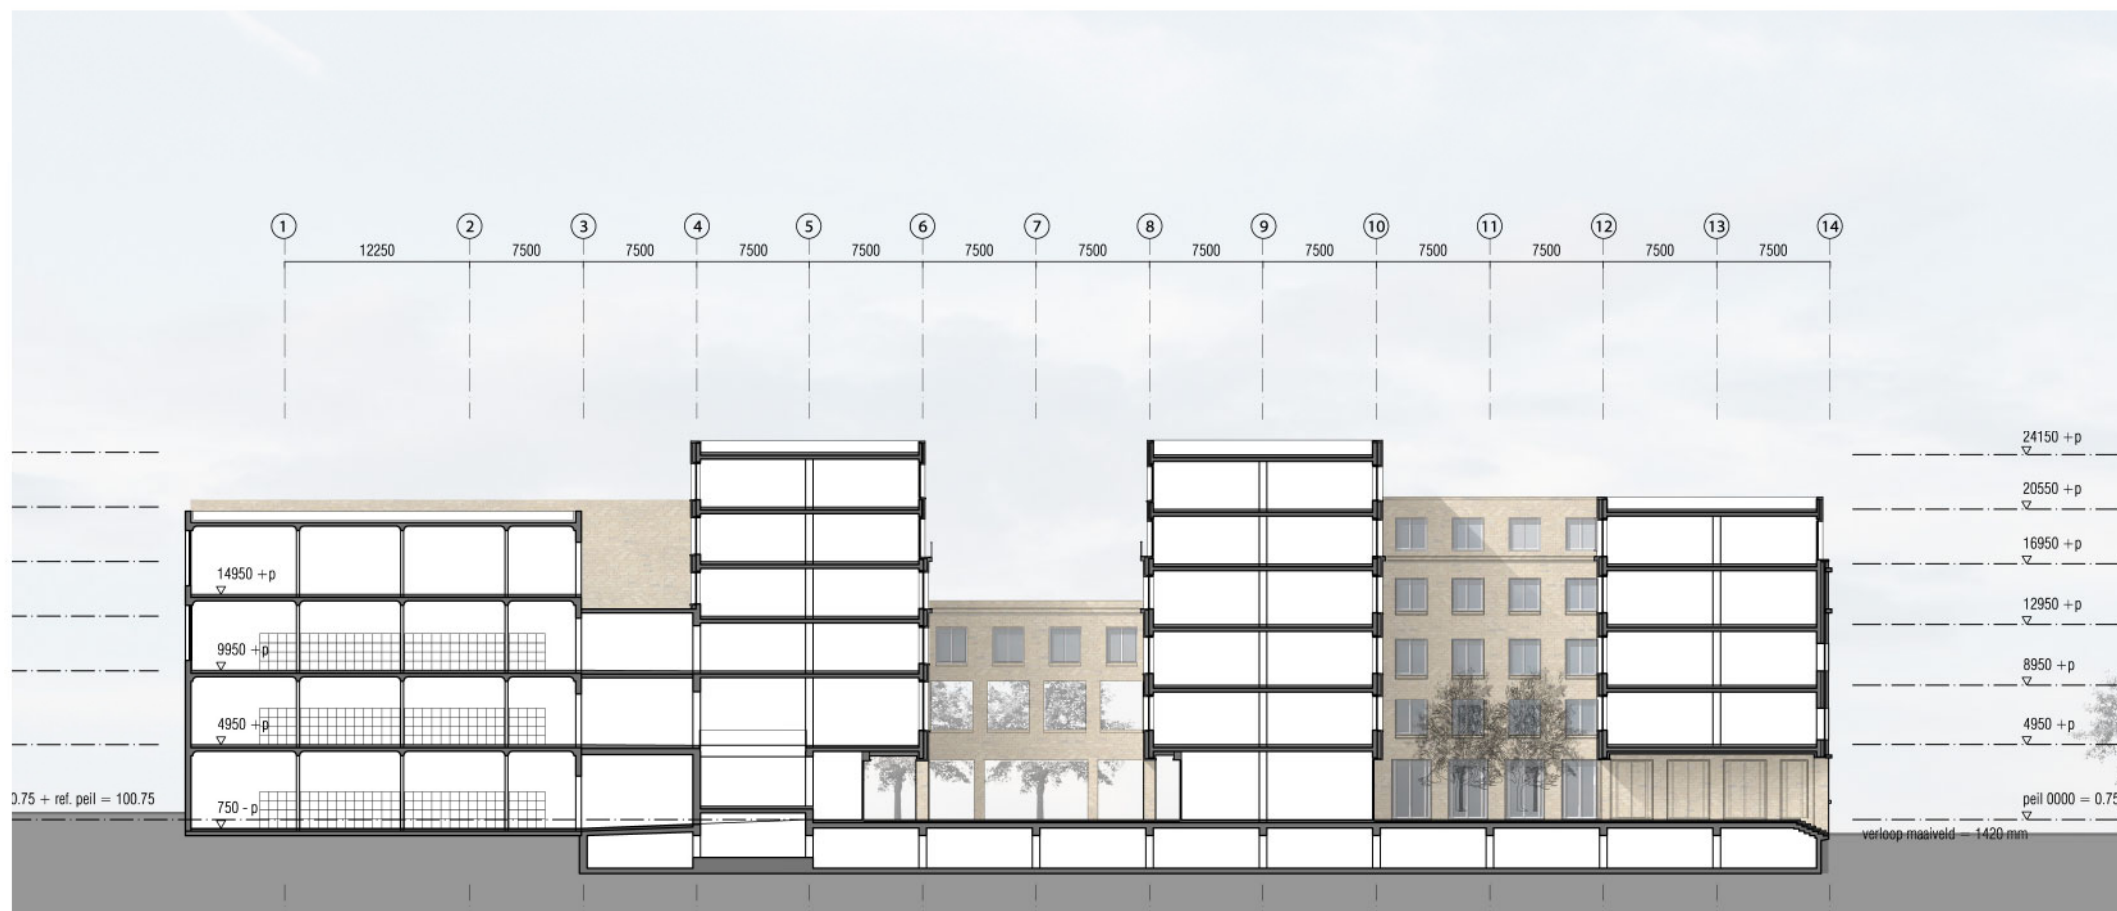 1 2 3 4 5 6 7 8 9 10 11 12 13 14
12250 7500 7500 7500 7500 7500 7500 7500 7500 7500 7500 7500 7500
24150 +p
20550 +p
16950 +p
14950 +p
12950 +p
9950 +p
8950 +p
4950 +p
4950 +p
0.75 + ref. peil = 100.75
750 - p
peil 0000 = 0.75
verloop maaiveld = 1420 mm